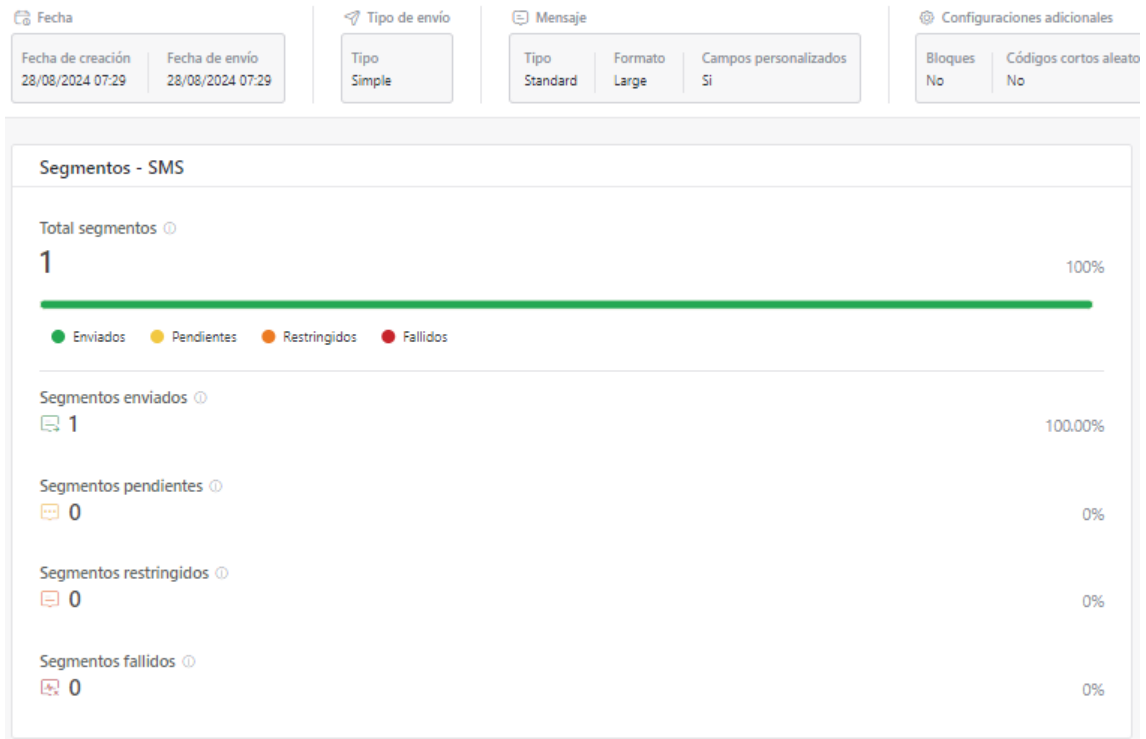 Fecha
Tipo de envío
Mensaje
Configuraciones adicionales
Fecha de creación
Fecha de envío
Tipo
Tipo
Formato
Campos personalizados
Bloques
Códigos cortos aleato
28/08/2024 07:29
28/08/2024 07:29
Simple
Standard
Large
Si
No
No
Segmentos - SMS
Total segmentos
1
100%
Enviados
Pendientes
Restringidos
Fallidos
Segmentos enviados
1
100.00%
Segmentos pendientes
0
0%
Segmentos restringidos
0
0%
Segmentos fallidos
0
0%